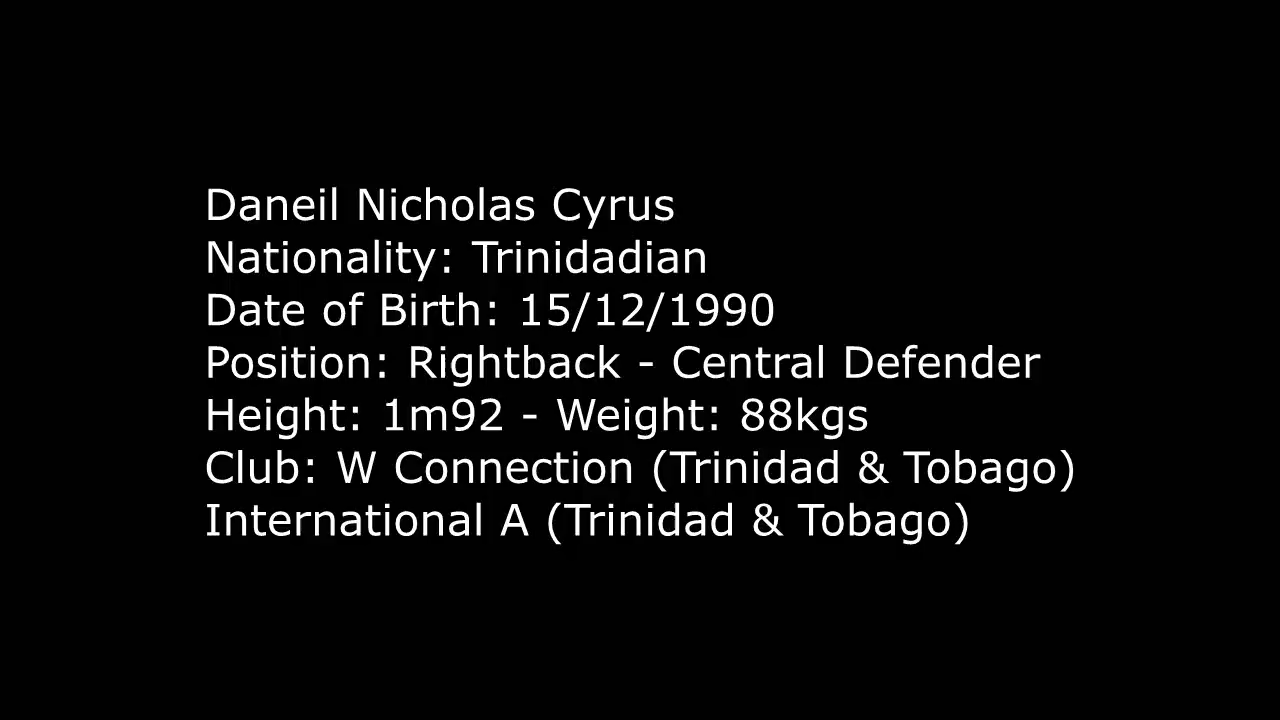 Daneil Nicholas Cyrus
Nationality: Trinidadian
Date of Birth: 15/12/1990
Position: Rightback - Central Defender
Height: 1m92 - Weight: 88kgs
Club: W Connection (Trinidad & Tobago)
International A (Trinidad & Tobago)